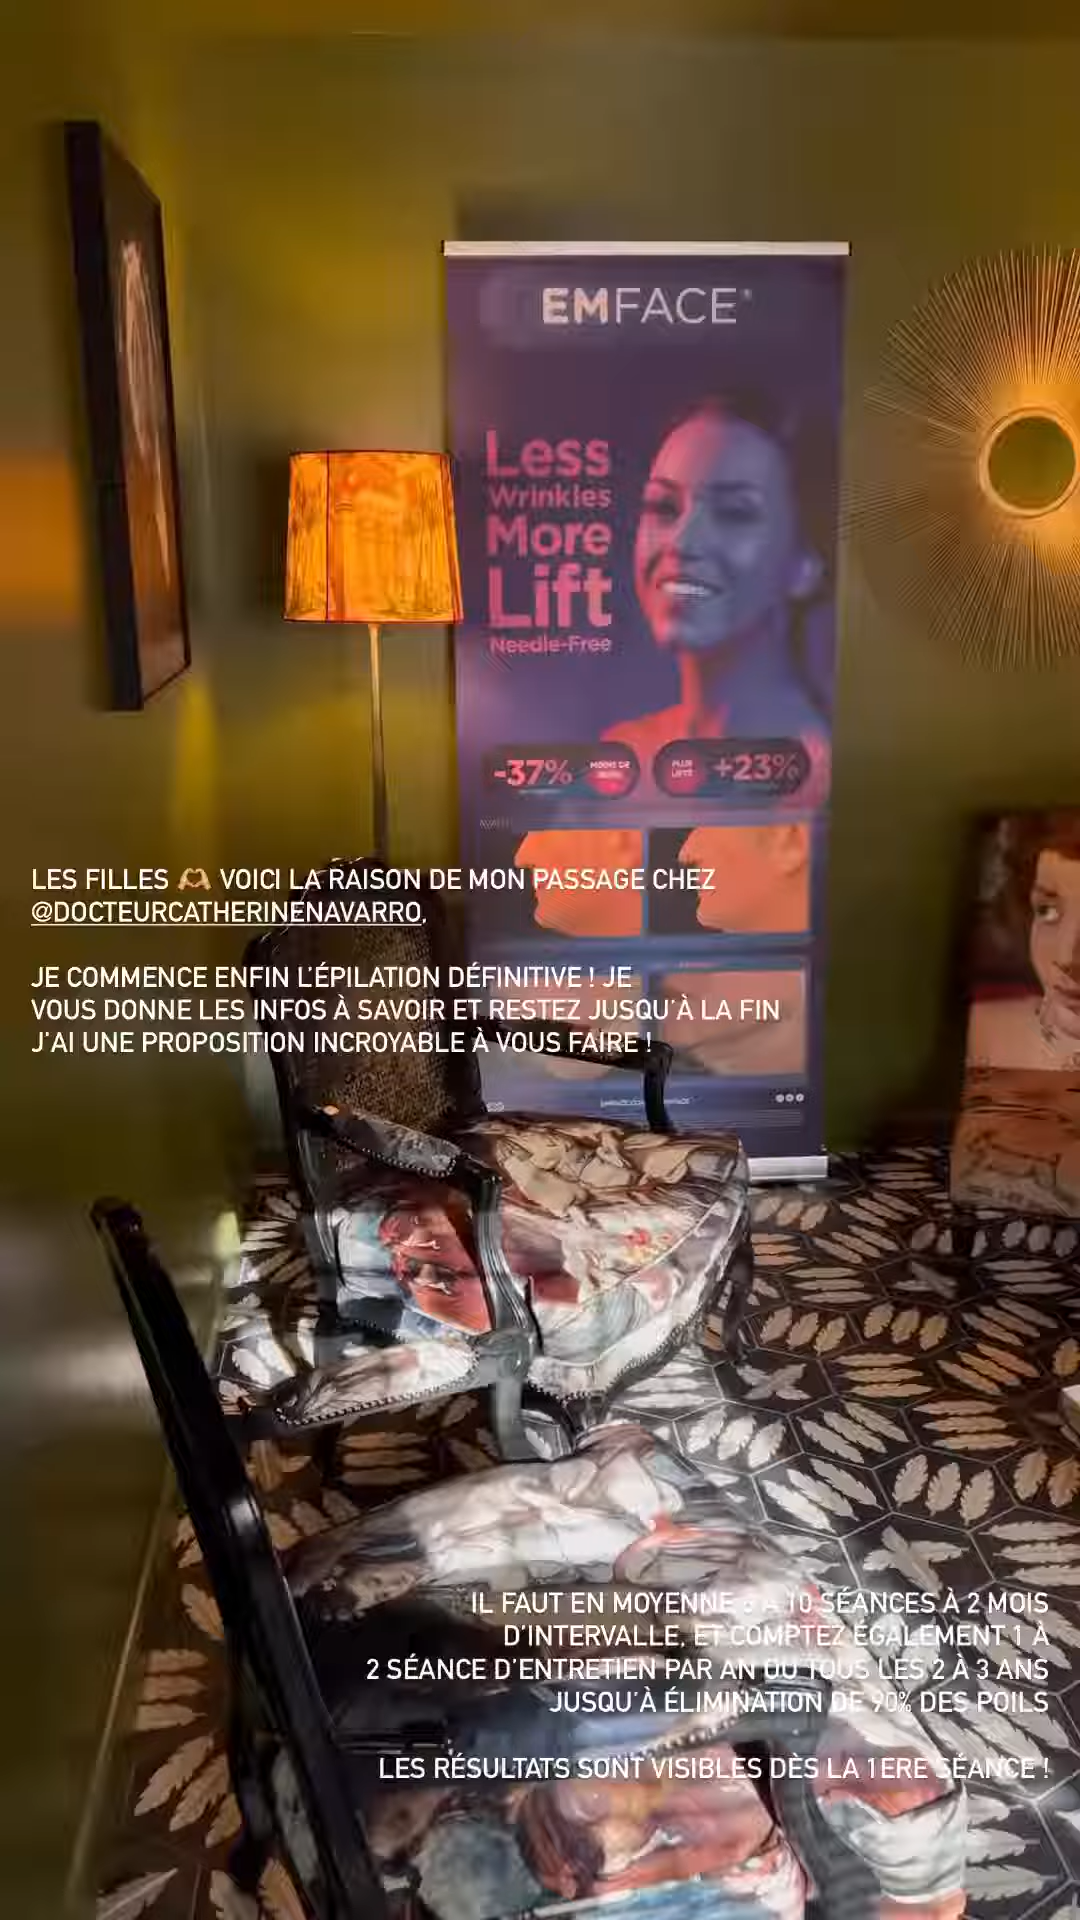 EMFACE®
Less
Wrinkles
More
Lift
Needle-Free
-37%
PLUS
LIFTÉ
+23%
LES FILLES 🫶🏼 VOICI LA RAISON DE MON PASSAGE CHEZ
@DOCTEURCATHERINENAVARRO,
JE COMMENCE ENFIN L'ÉPILATION DÉFINITIVE ! JE
VOUS DONNE LES INFOS À SAVOIR ET RESTEZ JUSQU'À LA FIN
J'AI UNE PROPOSITION INCROYABLE À VOUS FAIRE !
IL FAUT EN MOYENNE À 10 SÉANCES À 2 MOIS
D'INTERVALLE, ET COMPTEZ ÉGALEMENT 1 À
2 SÉANCE D'ENTRETIEN PAR AN OU TOUS LES 2 À 3 ANS
JUSQU'À ÉLIMINATION DE 90% DES POILS
LES RÉSULTATS SONT VISIBLES DÈS LA 1ERE SÉANCE !